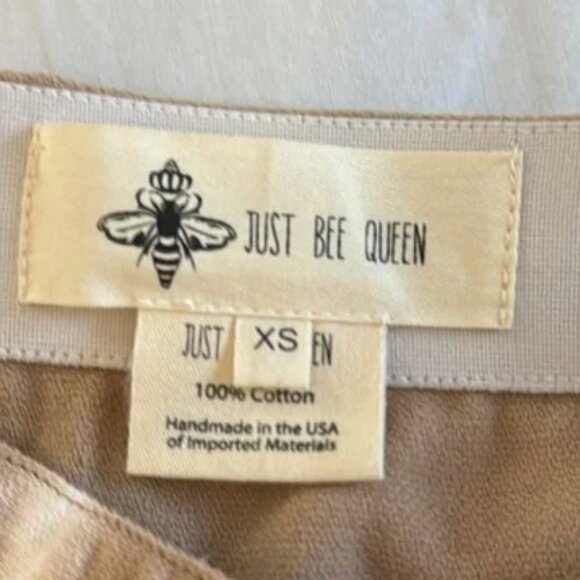 JUST BEE QUEEN
JUST EN
XS
100% Cotton
Handmade in the USA
of Imported Materials